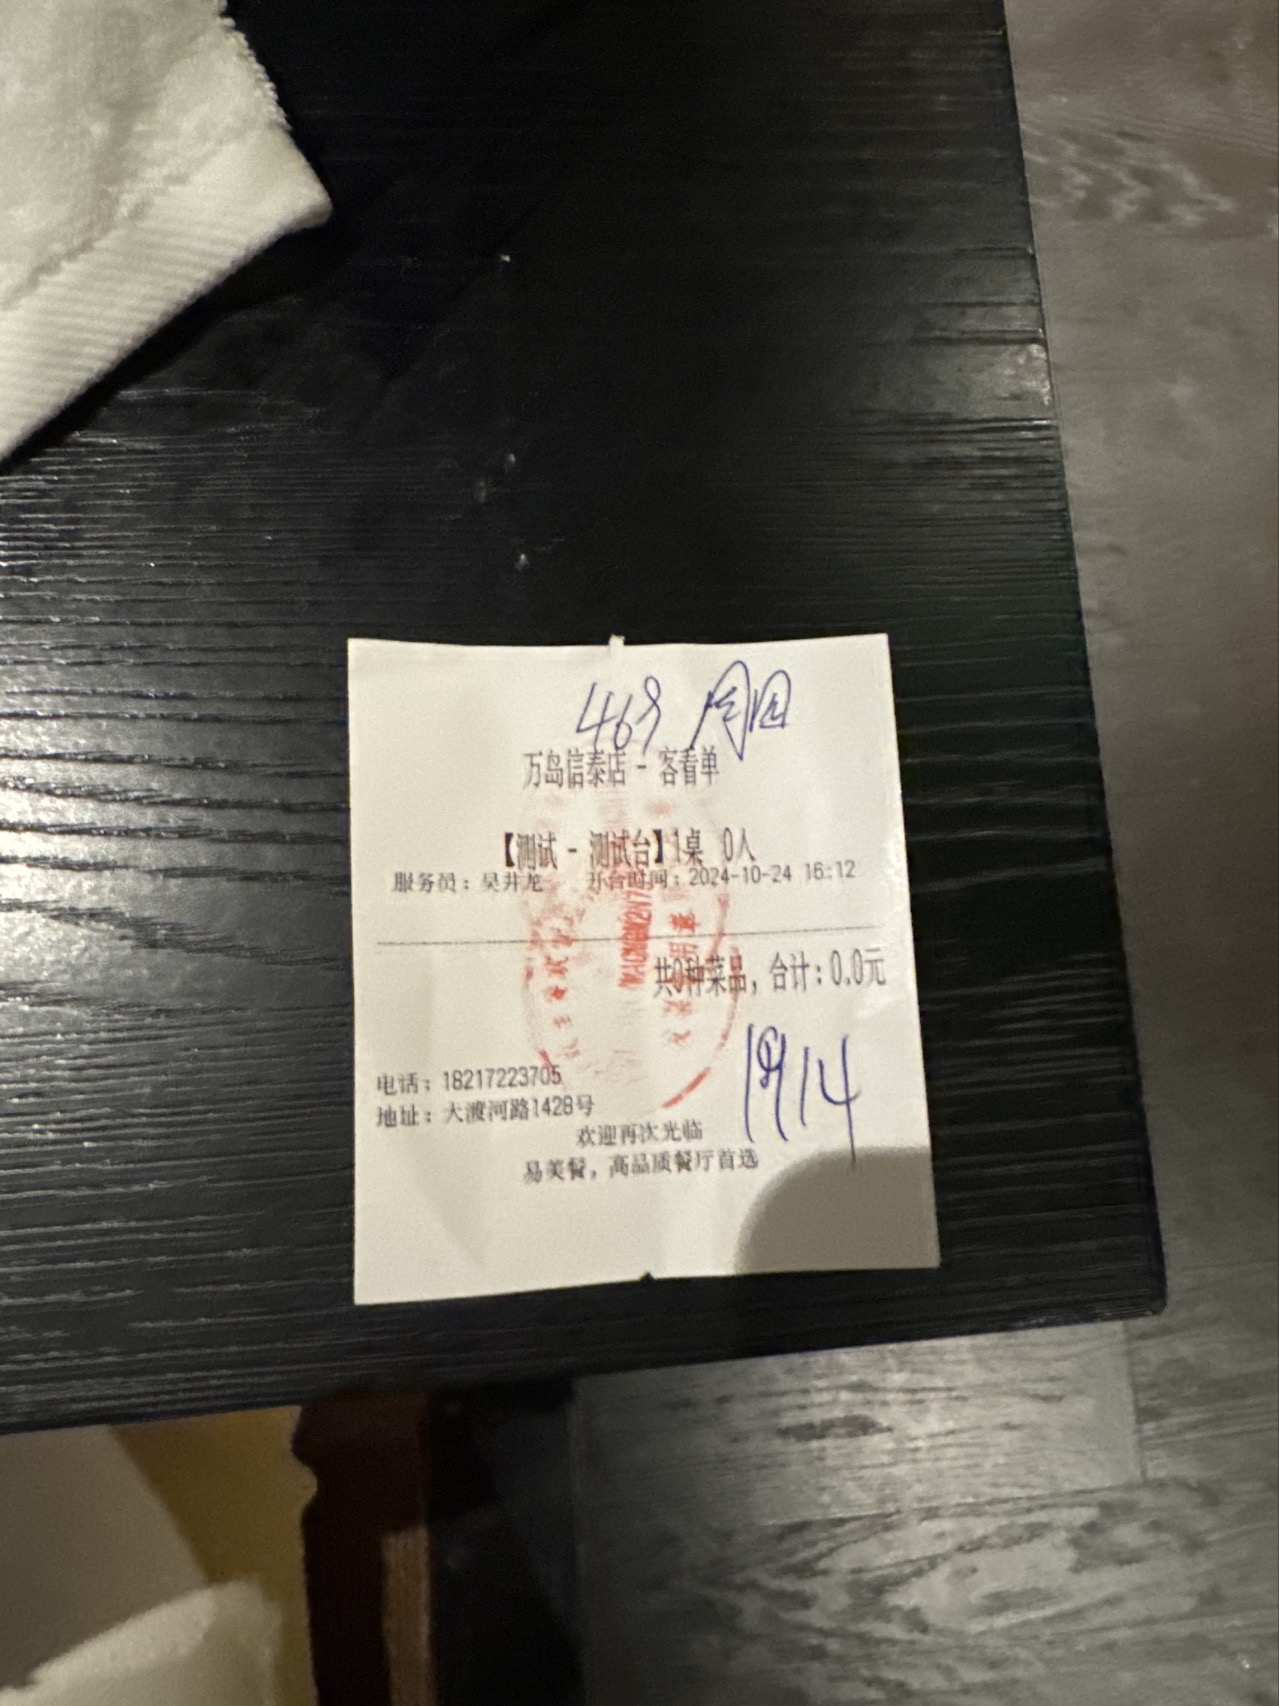 469 周四
万岛信泰店 - 客看单
【测试 - 测试台】1桌 0人
服务员：吴井龙 开台时间：2024-10-24 16:12
共0种菜品，合计：0.0元
电话：18217223705
地址：大渡河路1428号
欢迎再次光临
易美餐，高品质餐厅首选